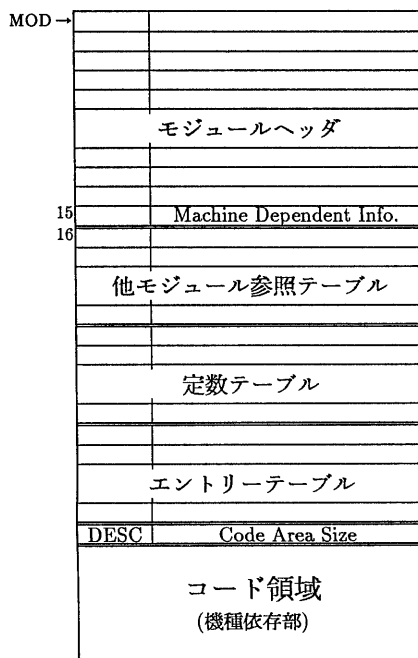 MOD→
モジュールヘッダ
15 Machine Dependent Info.
16
他モジュール参照テーブル
定数テーブル
エントリーテーブル
DESC Code Area Size
コード領域
(機種依存部)